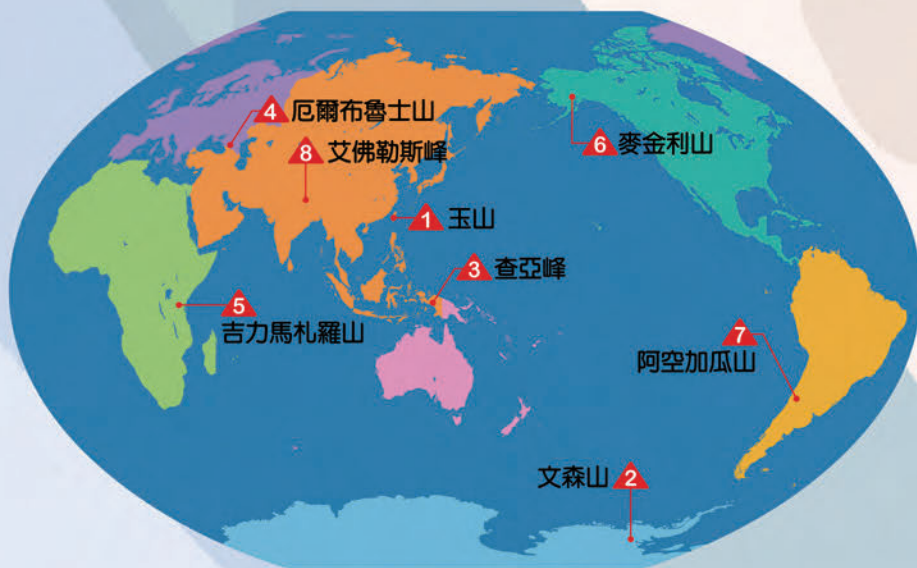 4 厄爾布魯士山
8 艾佛勒斯峰
6 麥金利山
1 玉山
3 查亞峰
5
吉力馬札羅山
7
阿空加瓜山
文森山 2